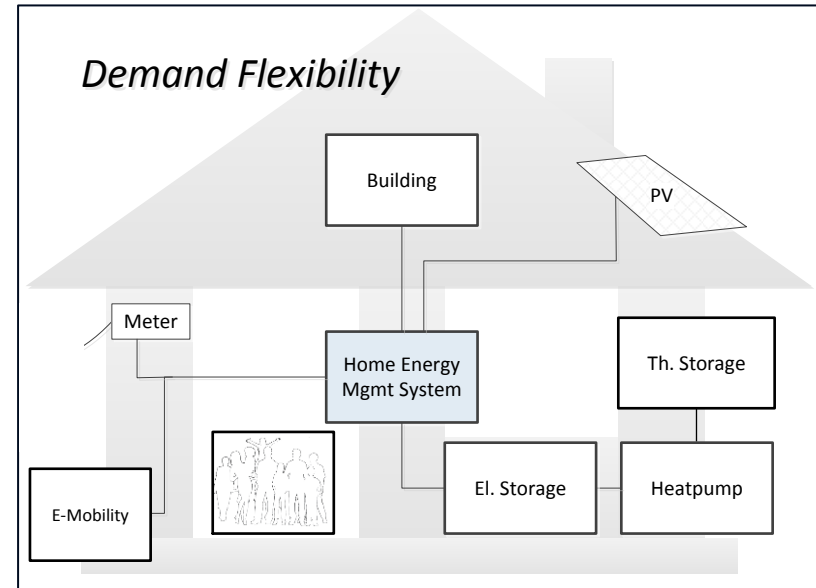 Demand Flexibility
Building
PV
Meter
Home Energy
Mgmt System
Th. Storage
E-Mobility
El. Storage
Heatpump